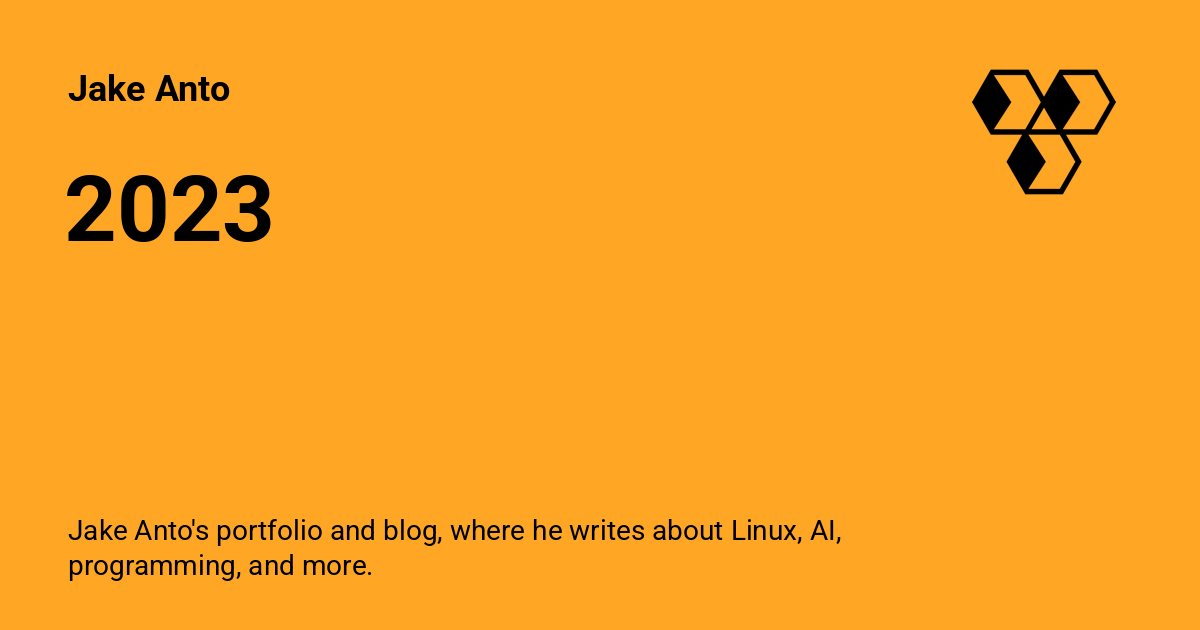 Jake Anto
2023
Jake Anto's portfolio and blog, where he writes about Linux, AI,
programming, and more.